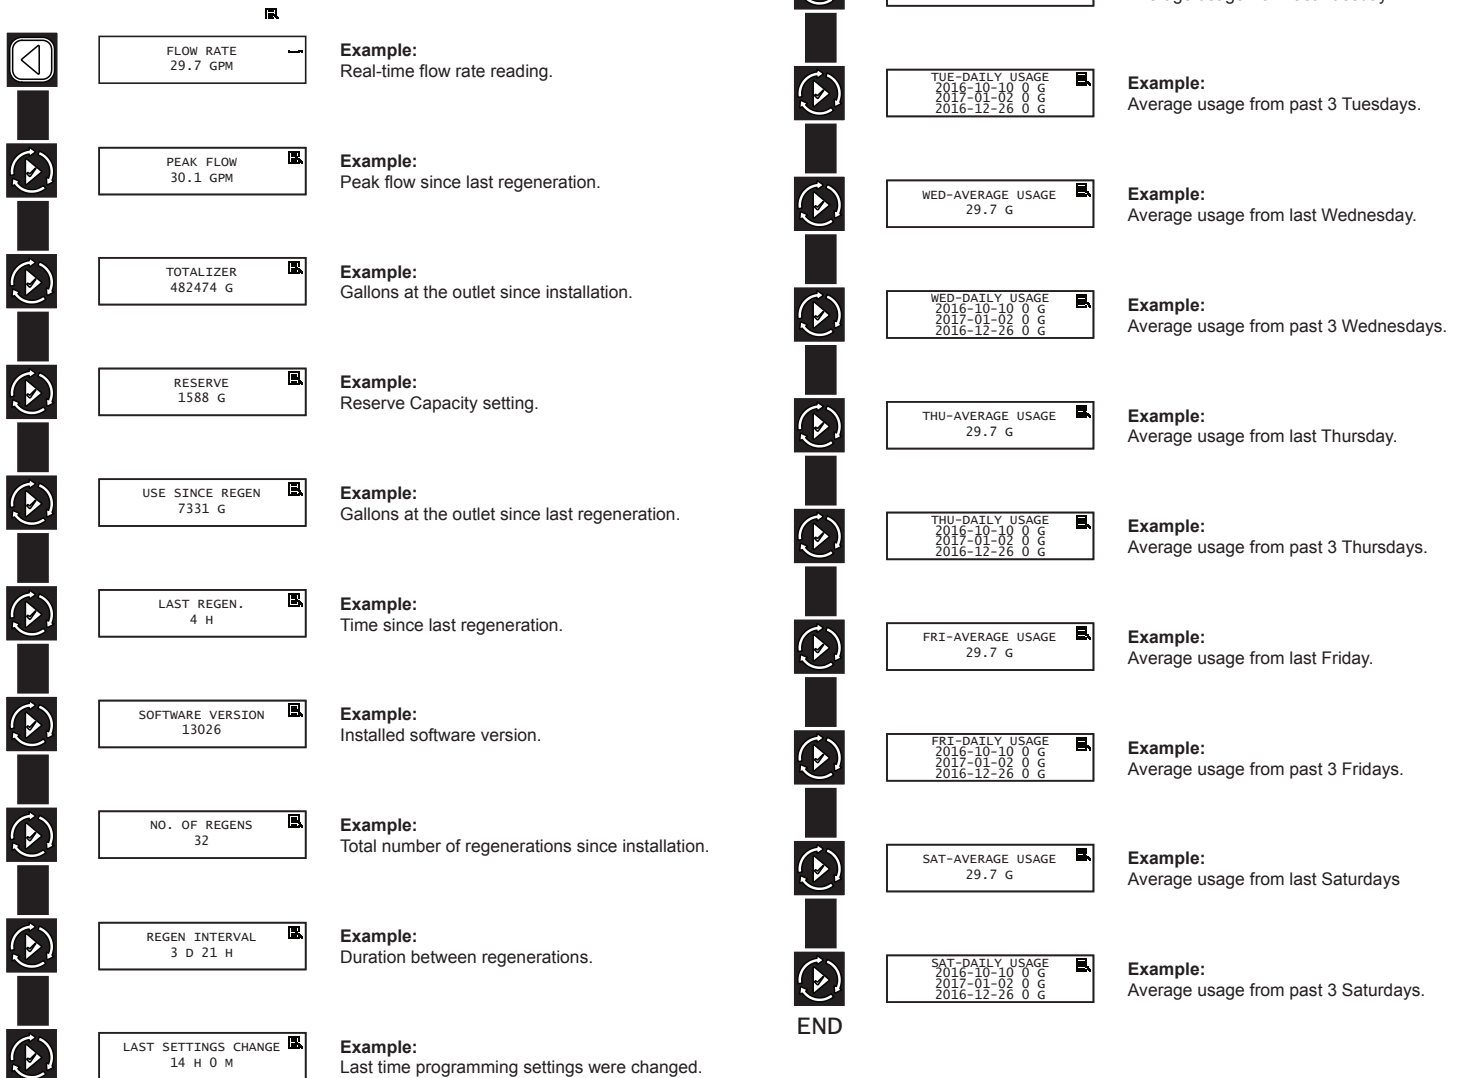 FLOW RATE
29.7 GPM
Example:
Real-time flow rate reading.
PEAK FLOW
30.1 GPM
Example:
Peak flow since last regeneration.
TOTALIZER
482474 G
Example:
Gallons at the outlet since installation.
RESERVE
1588 G
Example:
Reserve Capacity setting.
USE SINCE REGEN
7331 G
Example:
Gallons at the outlet since last regeneration.
LAST REGEN.
4 H
Example:
Time since last regeneration.
SOFTWARE VERSION
13026
Example:
Installed software version.
NO. OF REGENS
32
Example:
Total number of regenerations since installation.
REGEN INTERVAL
3 D 21 H
Example:
Duration between regenerations.
LAST SETTINGS CHANGE
14 H 0 M
Example:
Last time programming settings were changed.
TUE-DAILY USAGE
2016-10-10 0 G
2017-01-02 0 G
2016-12-26 0 G
Example:
Average usage from past 3 Tuesdays.
WED-AVERAGE USAGE
29.7 G
Example:
Average usage from last Wednesday.
WED-DAILY USAGE
2016-10-10 0 G
2017-01-02 0 G
2016-12-26 0 G
Example:
Average usage from past 3 Wednesdays.
THU-AVERAGE USAGE
29.7 G
Example:
Average usage from last Thursday.
THU-DAILY USAGE
2016-10-10 0 G
2017-01-02 0 G
2016-12-26 0 G
Example:
Average usage from past 3 Thursdays.
FRI-AVERAGE USAGE
29.7 G
Example:
Average usage from last Friday.
FRI-DAILY USAGE
2016-10-10 0 G
2017-01-02 0 G
2016-12-26 0 G
Example:
Average usage from past 3 Fridays.
SAT-AVERAGE USAGE
29.7 G
Example:
Average usage from last Saturdays
SAT-DAILY USAGE
2016-10-10 0 G
2017-01-02 0 G
2016-12-26 0 G
Example:
Average usage from past 3 Saturdays.
END